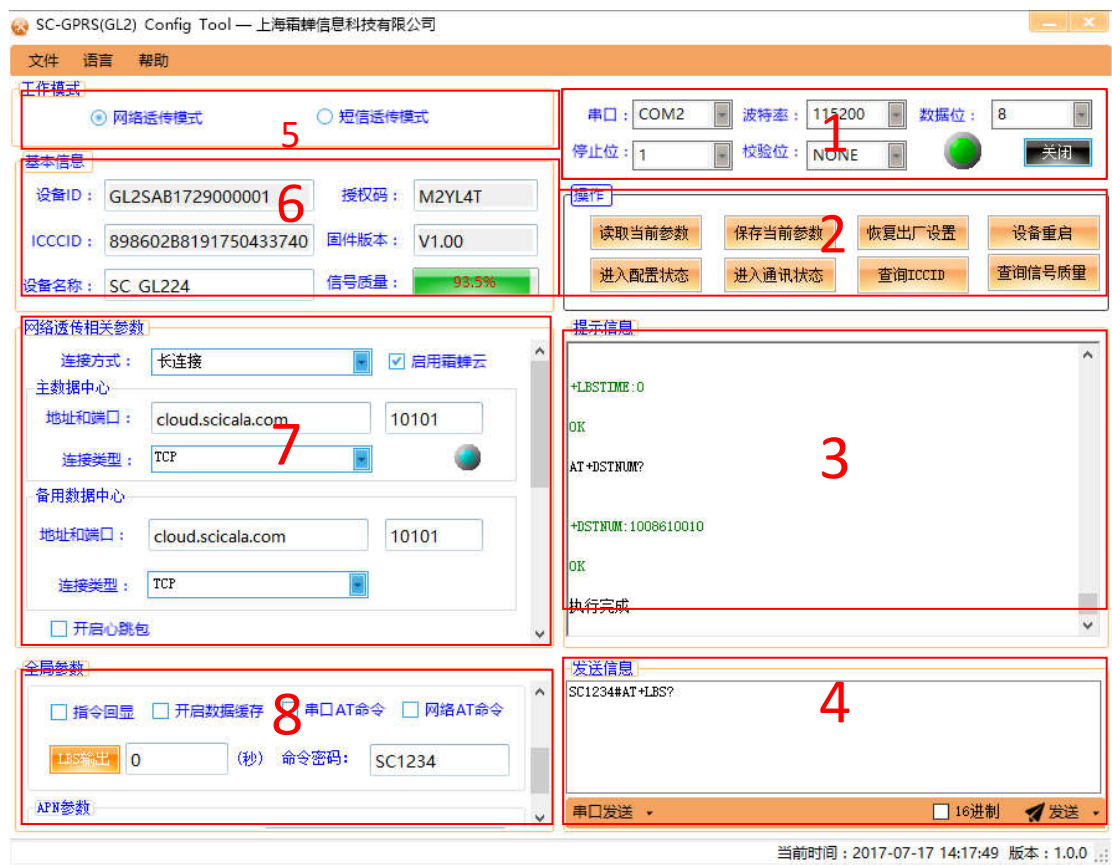 SC-GPRS(GL2) Config Tool — 上海霜蝉信息科技有限公司
文件 语言 帮助
工作模式
网络透传模式 短信透传模式
5
串口： COM2 波特率： 115200 数据位： 8
停止位： 1 校验位： NONE 关闭
1
基本信息
设备ID： GL2SAB1729000001 授权码： M2YL4T
ICCCID： 898602B8191750433740 固件版本： V1.00
设备名称： SC_GL224 信号质量： 93.5%
6
操作
读取当前参数 保存当前参数 恢复出厂设置 设备重启
进入配置状态 进入通讯状态 查询ICCID 查询信号质量
2
网络透传相关参数
连接方式： 长连接 启用霜蝉云
主数据中心
地址和端口： cloud.scicala.com 10101
连接类型： TCP
7
备用数据中心
地址和端口： cloud.scicala.com 10101
连接类型： TCP
开启心跳包
提示信息
+LBSTIME:0
OK
AT+DSTNUM?
3
+DSTNUM:1008610010
OK
执行完成
全局参数
指令回显 开启数据缓存 串口AT命令 网络AT命令
8
LBS输出 0 (秒) 命令密码: SC1234
APN参数
发送信息
SC1234#AT+LBS?
4
串口发送 16进制 发送
当前时间：2017-07-17 14:17:49 版本：1.0.0